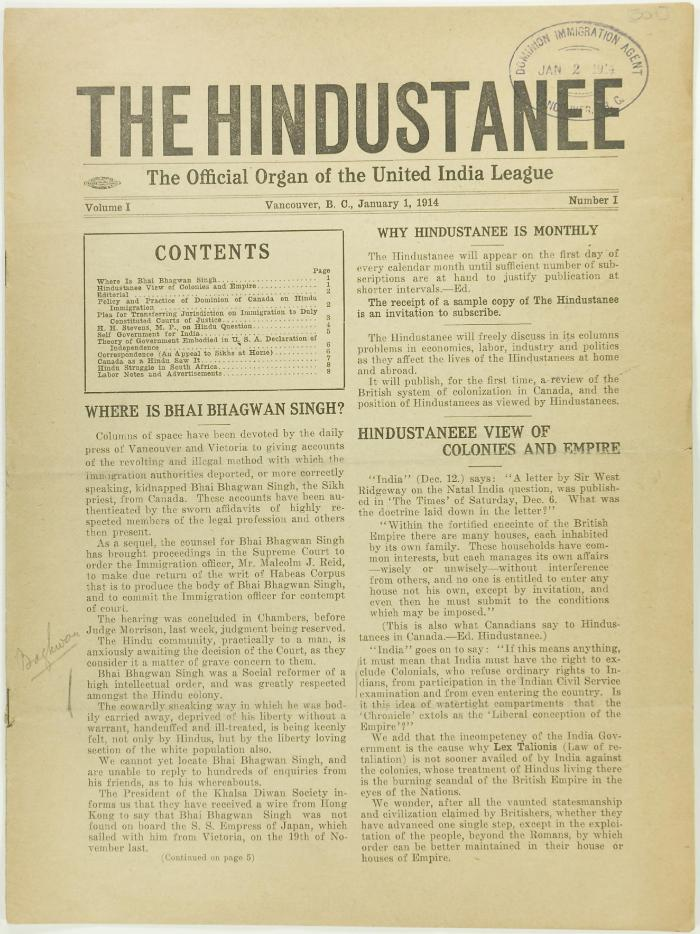 DOMINION IMMIGRATION AGENT
JAN 2 1914
THE HINDUSTANEE
The Official Organ of the United India League
Volume I
Vancouver, B. C., January 1, 1914
Number I
CONTENTS
Page
Where Is Bhai Bhagwan Singh 1
Hindustanee View of Colonies and Empire 1
Editorial 2
Policy and Practice of Dominion of Canada on Hindu
Immigration 2
Plea for Transferring Jurisdiction on Immigration to Duly
Constituted Courts of Justice 3
H. H. Stevens, M. P., on Hindu Question 4
Self Government for India 5
Theory of Government Embodied in U. S. A. Declaration of
Independence 6
Correspondence (An Appeal to Sikhs at Home) 6
Canada as a Hindu Saw It 7
Hindu Struggle in South Africa 8
Labor Notes and Advertisements 8
WHERE IS BHAI BHAGWAN SINGH?
Columns of space have been devoted by the daily
press of Vancouver and Victoria to giving accounts
of the revolting and illegal method with which the
immigration authorities deported, or more correctly
speaking, kidnapped Bhai Bhagwan Singh, the Sikh
priest, from Canada. These accounts have been au-
thenticated by the sworn affidavits of highly re-
spected members of the legal profession and others
then present.
As a sequel, the counsel for Bhai Bhagwan Singh
has brought proceedings in the Supreme Court to
order the Immigration officer, Mr. Malcolm J. Reid,
to make due return of the writ of Habeas Corpus
that is to produce the body of Bhai Bhagwan Singh,
and to commit the Immigration officer for contempt
of court.
The hearing was concluded in Chambers, before
Judge Morrison, last week, judgment being reserved.
The Hindu community, practically to a man, is
anxiously awaiting the decision of the Court, as they
consider it a matter of grave concern to them.
Bhai Bhagwan Singh was a Social reformer of a
high intellectual order, and was greatly respected
amongst the Hindu colony.
The cowardly sneaking way in which he was bod-
ily carried away, deprived of his liberty without a
warrant, handcuffed and ill-treated, is being keenly
felt, not only by Hindus, but by the liberty loving
section of the white population also.
We cannot yet locate Bhai Bhagwan Singh, and
are unable to reply to hundreds of enquiries from
his friends, as to his whereabouts.
The President of the Khalsa Diwan Society in-
forms us that they have received a wire from Hong
Kong to say that Bhai Bhagwan Singh was not
found on board the S. S. Empress of Japan, which
sailed with him from Victoria, on the 19th of No-
vember last.
(Continued on page 5)
Baghwan
WHY HINDUSTANEE IS MONTHLY
The Hindustanee will appear on the first day of
every calendar month until sufficient number of sub-
scriptions are at hand to justify publication at
shorter intervals.—Ed.
The receipt of a sample copy of The Hindustanee
is an invitation to subscribe.
The Hindustanee will freely discuss in its columns
problems in economics, labor, industry and politics
as they affect the lives of the Hindustanees at home
and abroad.
It will publish, for the first time, a review of the
British system of colonization in Canada, and the
position of Hindustanees as viewed by Hindustanees.
HINDUSTANEEE VIEW OF
COLONIES AND EMPIRE
"India" (Dec. 12.) says: "A letter by Sir West
Ridgeway on the Natal India question, was publish-
ed in 'The Times' of Saturday, Dec. 6. What was
the doctrine laid down in the letter?"
"Within the fortified enceinte of the British
Empire there are many houses, each inhabited
by its own family. These households have com-
mon interests, but each manages its own affairs
—wisely or unwisely—without interference
from others, and no one is entitled to enter any
house not his own, except by invitation, and
even then he must submit to the conditions
which may be imposed."
(This is also what Canadians say to Hindus-
tances in Canada.—Ed. Hindustanee.)
"India" goes on to say: "If this means anything,
it must mean that India must have the right to ex-
clude Colonials, who refuse ordinary rights to In-
dians, from participation in the Indian Civil Service
examination and from even entering the country. Is
it this idea of watertight compartments that the
'Chronicle' extols as the 'Liberal conception of the
Empire'?"
We add that the incompetency of the India Gov-
ernment is the cause why Lex Talionis (Law of re-
taliation) is not sooner availed of by India against
the colonies, whose treatment of Hindus living there
is the burning scandal of the British Empire in the
eyes of the Nations.
We wonder, after all the vaunted statesmanship
and civilization claimed by Britishers, whether they
have advanced one single step, except in the exploi-
tation of the people, beyond the Romans, by which
order can be better maintained in their house or
houses of Empire.